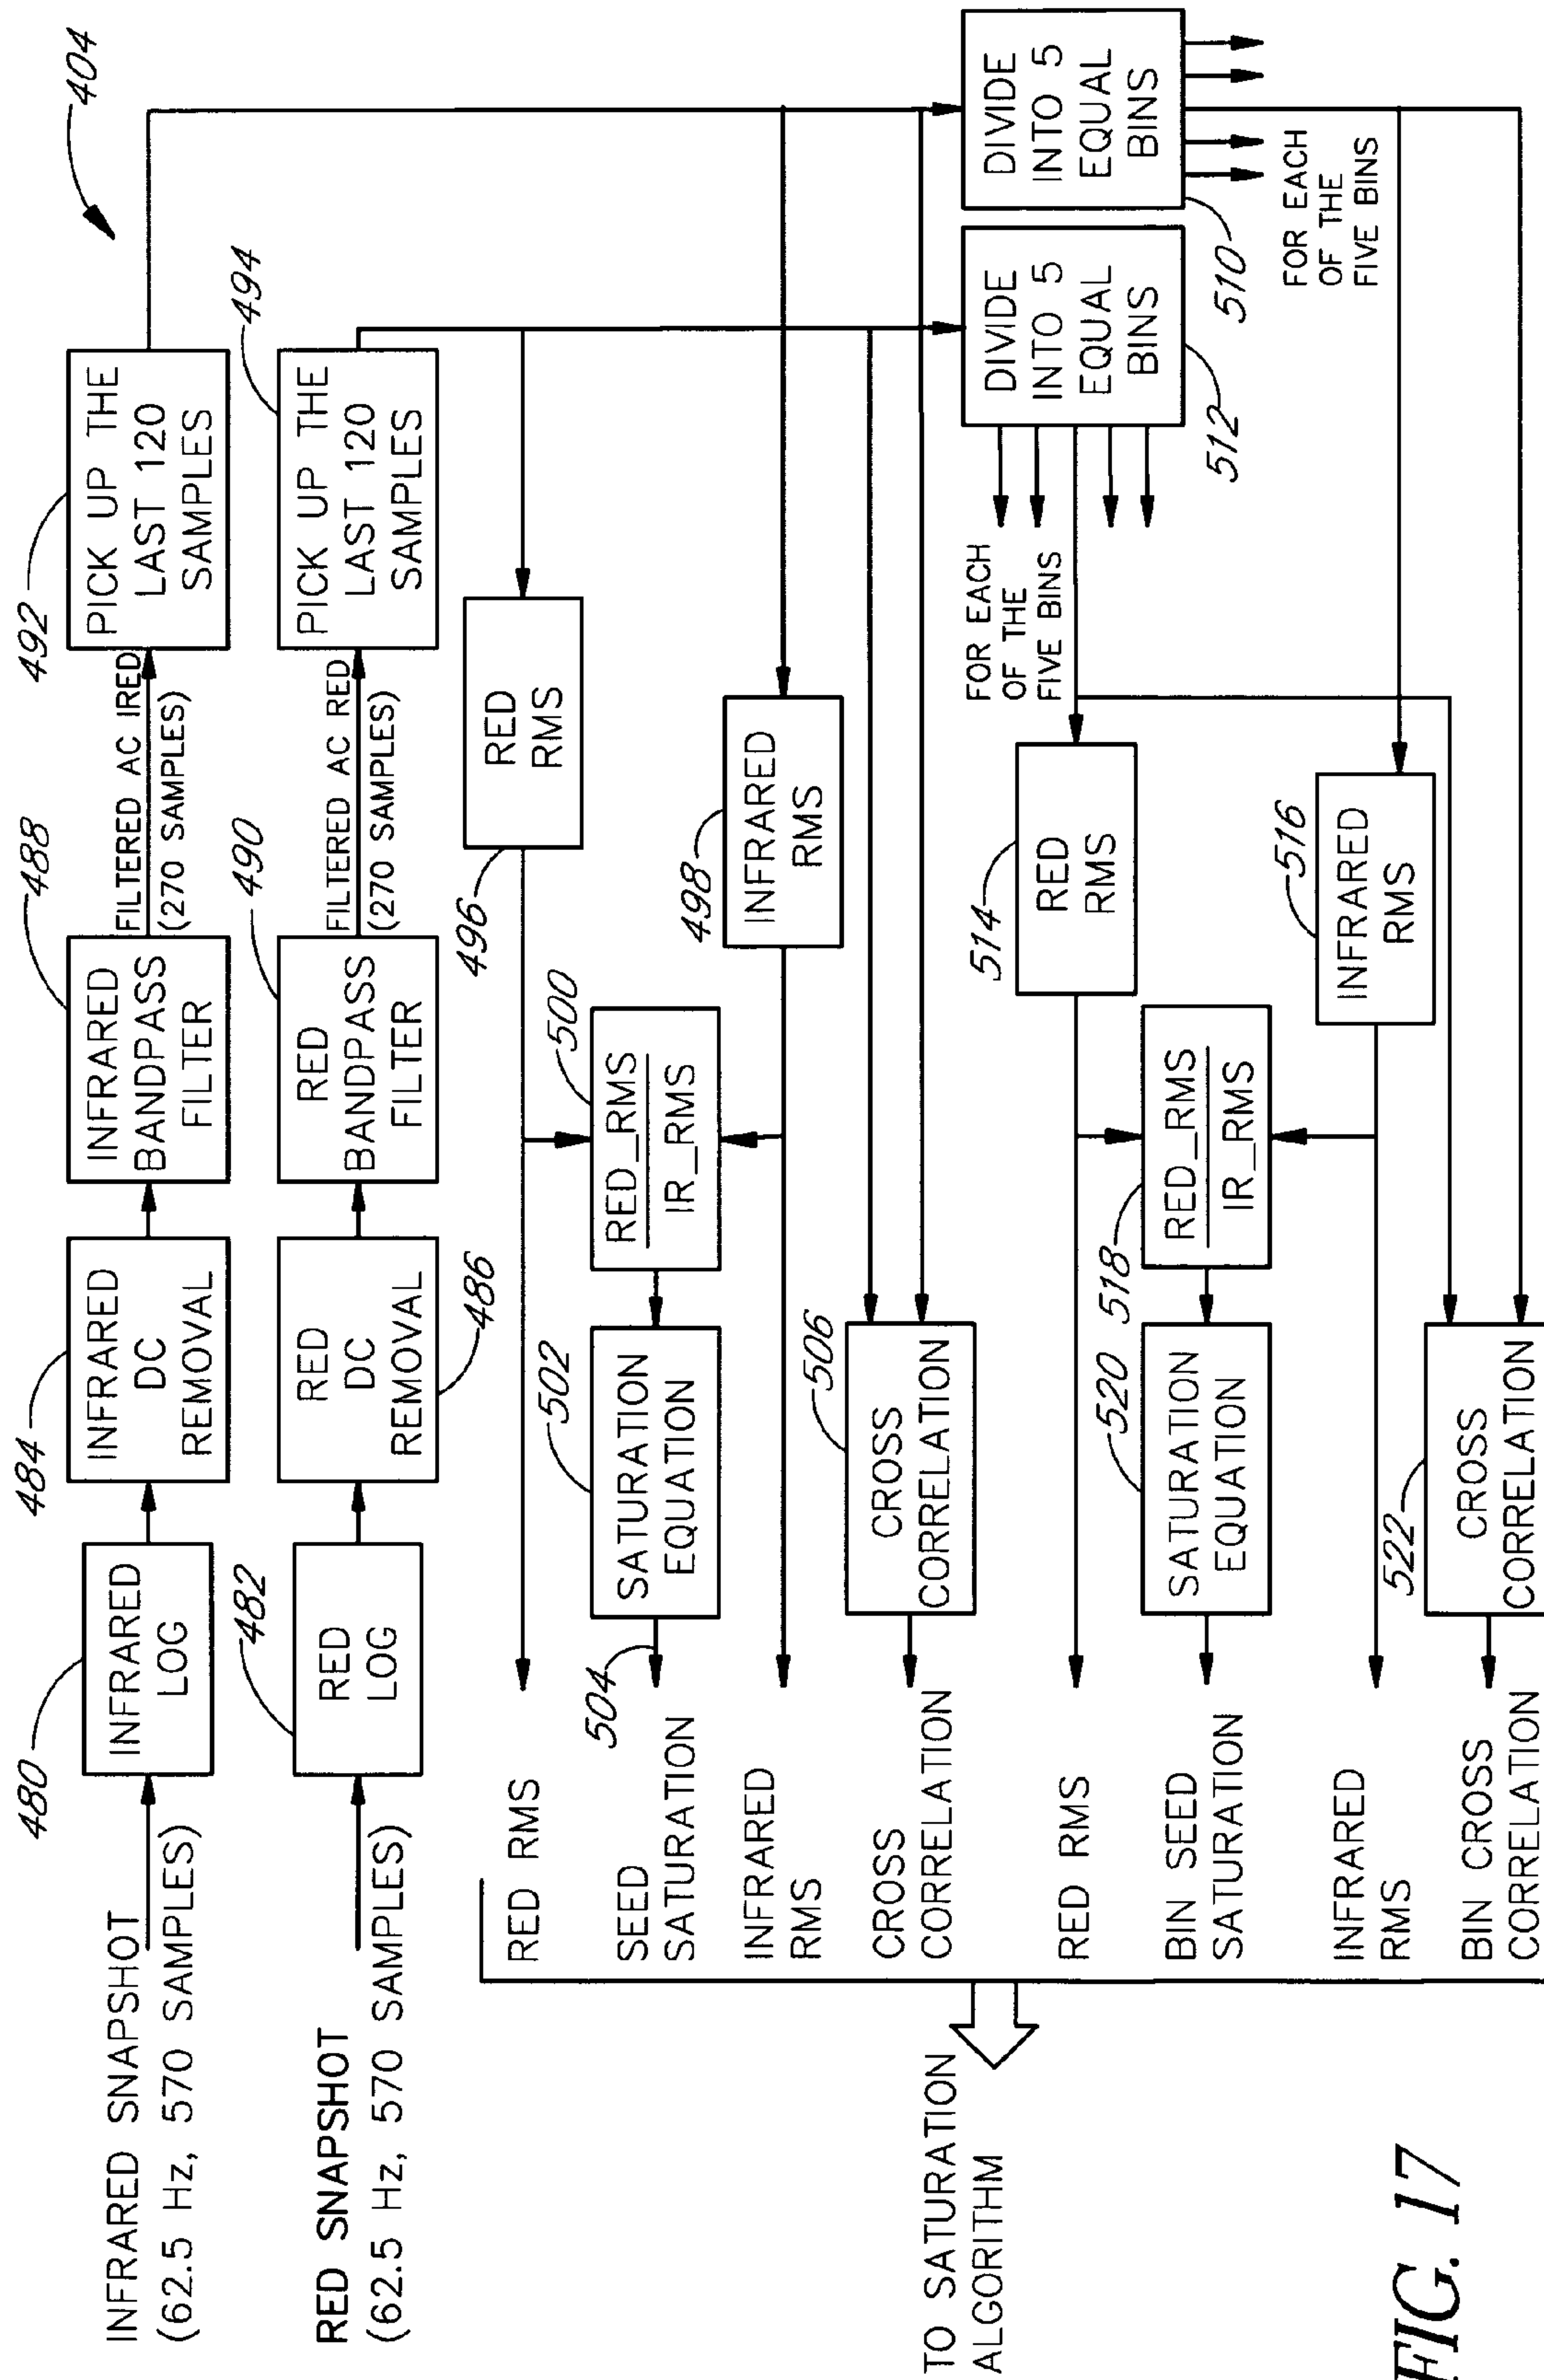 404
INFRARED SNAPSHOT
(62.5 Hz, 570 SAMPLES)
480
INFRARED
LOG
484
INFRARED
DC
REMOVAL
488
INFRARED
BANDPASS
FILTER
FILTERED AC IRED
(270 SAMPLES)
492
PICK UP THE
LAST 120
SAMPLES
RED SNAPSHOT
(62.5 Hz, 570 SAMPLES)
482
RED
LOG
RED
DC
REMOVAL
486
490
RED
BANDPASS
FILTER
FILTERED AC RED
(270 SAMPLES)
494
PICK UP THE
LAST 120
SAMPLES
RED RMS
496
RED
RMS
SEED
SATURATION
504
502
SATURATION
EQUATION
500
RED_RMS
IR_RMS
INFRARED
RMS
498
INFRARED
RMS
CROSS
CORRELATION
506
CROSS
CORRELATION
TO SATURATION
ALGORITHM
DIVIDE
INTO 5
EQUAL
BINS
512
DIVIDE
INTO 5
EQUAL
BINS
510
FOR EACH
OF THE
FIVE BINS
FOR EACH
OF THE
FIVE BINS
RED RMS
514
RED
RMS
BIN SEED
SATURATION
520
SATURATION
EQUATION
518
RED_RMS
IR_RMS
INFRARED
RMS
516
INFRARED
RMS
BIN CROSS
CORRELATION
522
CROSS
CORRELATION
FIG. 17